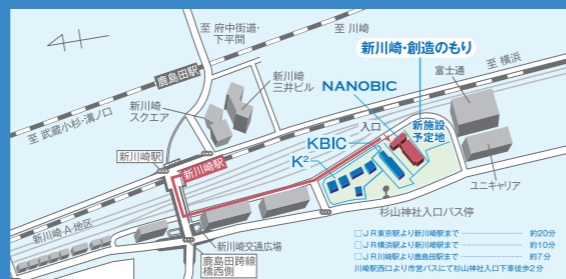 至 府中街道・
下平間
至 川崎
鹿島田駅
新川崎・創造のもり
至 横浜
富士通
新川崎
三井ビル
NANOBIC
新川崎
スクエア
至 武蔵小杉・溝ノ口
入口
新施設
予定地
KBIC
K²
新川崎駅
新川崎駅
ユニキャリア
杉山神社入口バス停
新川崎A地区
新川崎交通広場
鹿島田跨線
橋西側
□JR東京駅より新川崎駅まで 約20分
□JR横浜駅より新川崎駅まで 約10分
□JR川崎駅より鹿島田駅まで 約7分
川崎駅西口より市営バスにて杉山神社入口下車徒歩2分